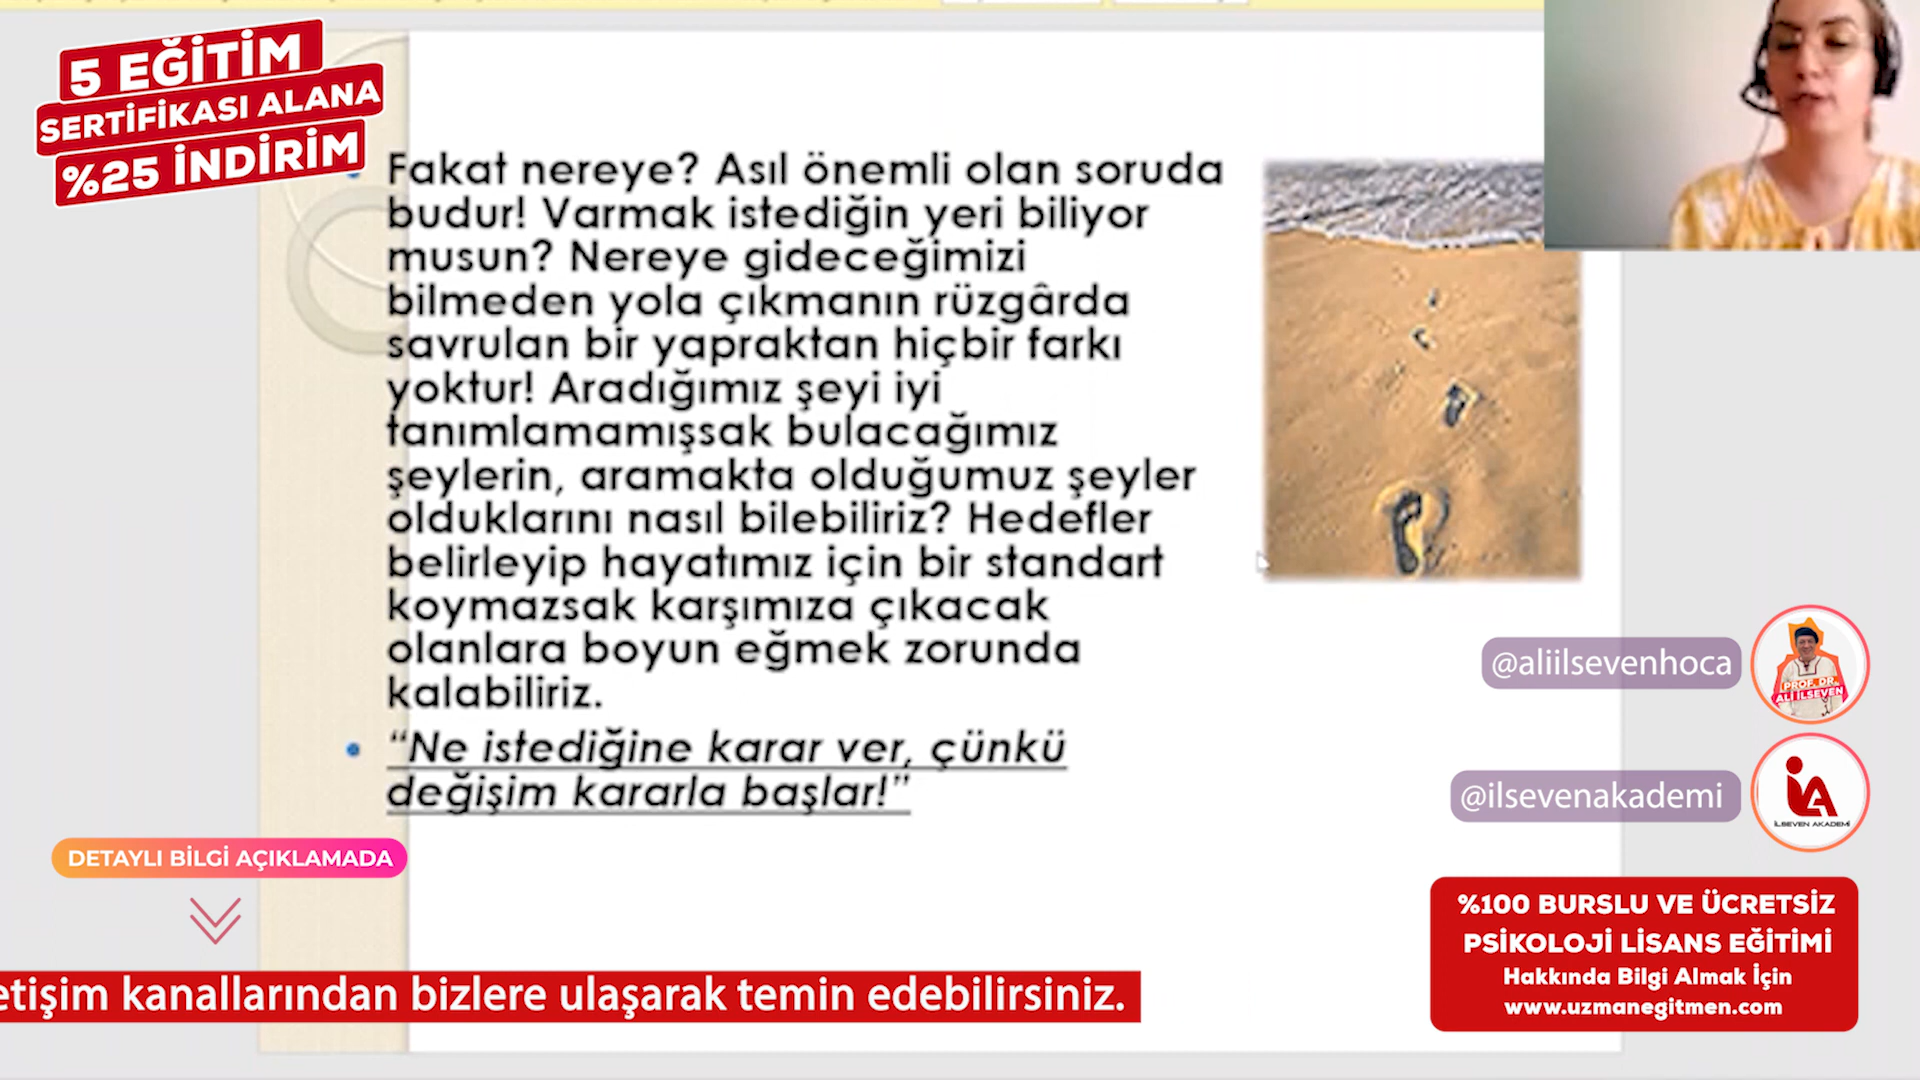 5 EĞİTİM
SERTİFİKASI ALANA
%25 İNDİRİM
Fakat nereye? Asıl önemli olan soruda
budur! Varmak istediğin yeri biliyor
musun? Nereye gideceğimizi
bilmeden yola çıkmanın rüzgârda
savrulan bir yapraktan hiçbir farkı
yoktur! Aradığımız şeyi iyi
tanımlamamışsak bulacağımız
şeylerin, aramakta olduğumuz şeyler
olduklarını nasıl bilebiliriz? Hedefler
belirleyip hayatımız için bir standart
koymazsak karşımıza çıkacak
olanlara boyun eğmek zorunda
kalabiliriz.
“Ne istediğine karar ver, çünkü
değişim kararla başlar!”
@aliilsevenhoca
PROF. DR.
ALİ İLSEVEN
@ilsevenakademi
İLSEVEN AKADEMİ
DETAYLI BİLGİ AÇIKLAMADA
%100 BURSLU VE ÜCRETSİZ
PSİKOLOJİ LİSANS EĞİTİMİ
Hakkında Bilgi Almak İçin
www.uzmanegitmen.com
etişim kanallarından bizlere ulaşarak temin edebilirsiniz.